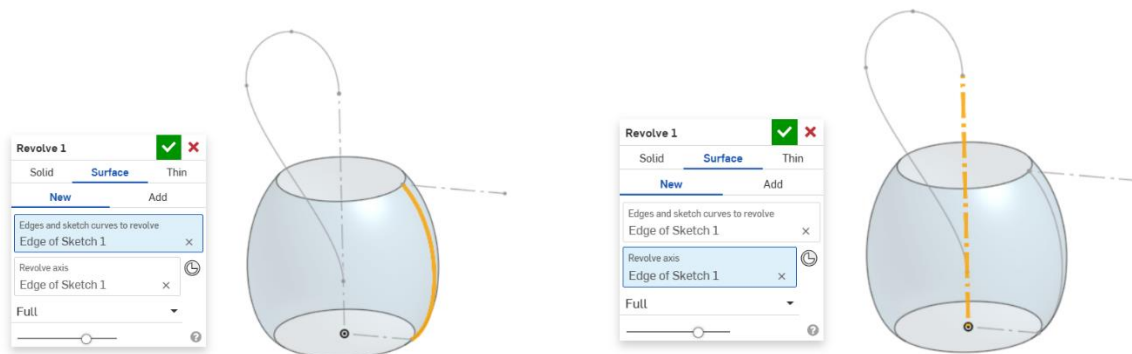 Revolve 1
Solid Surface Thin
New Add
Edges and sketch curves to revolve
Edge of Sketch 1
Revolve axis
Edge of Sketch 1
Full
Revolve 1
Solid Surface Thin
New Add
Edges and sketch curves to revolve
Edge of Sketch 1
Revolve axis
Edge of Sketch 1
Full